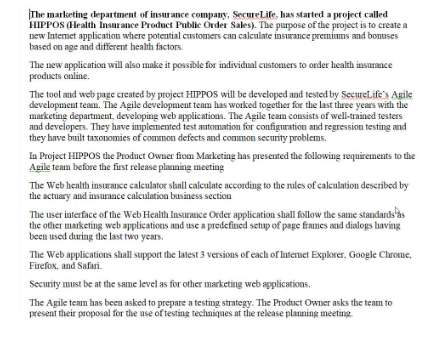 The marketing department of insurance company, SecureLife, has started a project called
HIPPOS (Health Insurance Product Public Order Sales). The purpose of the project is to create a
new Internet application where potential customers can calculate insurance premiums and bonuses
based on age and different health factors.
The new application will also make it possible for individual customers to order health insurance
products online.
The tool and web page created by project HIPPOS will be developed and tested by SecureLife's Agile
development team. The Agile development team has worked together for the last three years with the
marketing department, developing web applications. The Agile team consists of well-trained testers
and developers. They have implemented test automation for configuration and regression testing and
they have built taxonomies of common defects and common security problems.
In Project HIPPOS the Product Owner from Marketing has presented the following requirements to the
Agile team before the first release planning meeting
The Web health insurance calculator shall calculate according to the rules of calculation described by
the actuary and insurance calculation business section
The user interface of the Web Health Insurance Order application shall follow the same standards as
the other marketing web applications and use a predefined setup of page frames and dialogs having
been used during the last two years.
The Web applications shall support the latest 3 versions of each of Internet Explorer, Google Chrome,
Firefox, and Safari.
Security must be at the same level as for other marketing web applications.
The Agile team has been asked to prepare a testing strategy. The Product Owner asks the team to
present their proposal for the use of testing techniques at the release planning meeting.